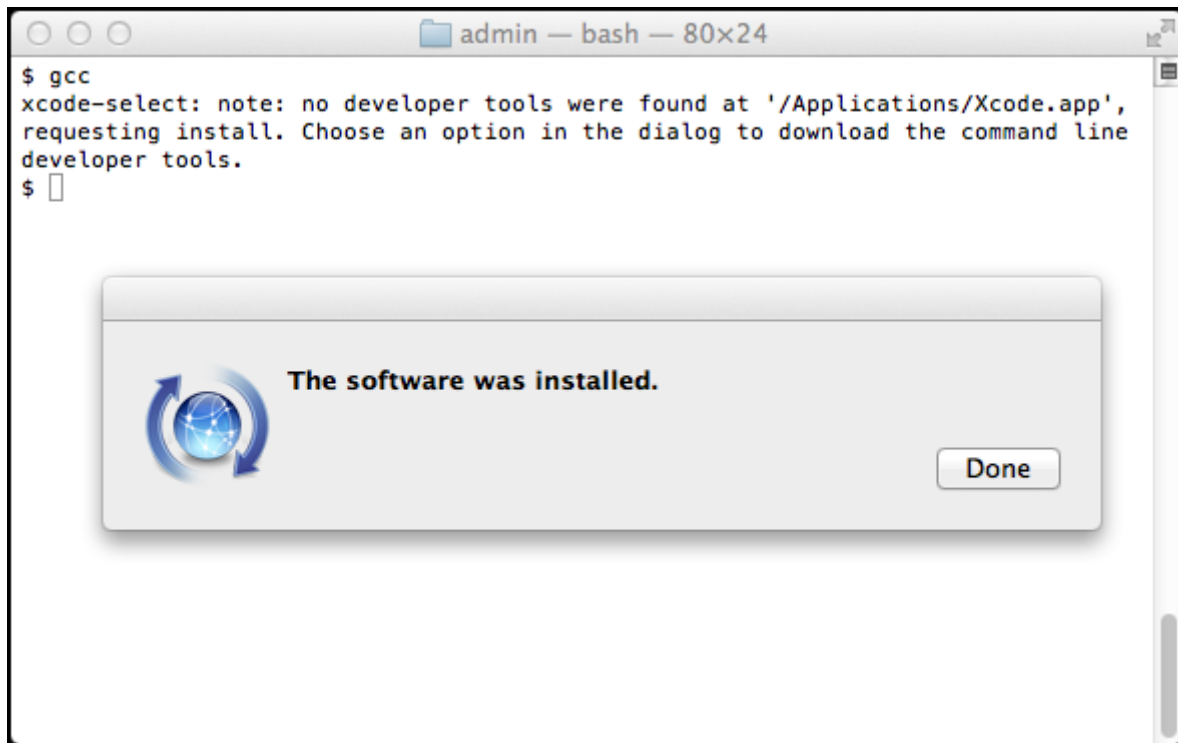 admin — bash — 80×24
$ gcc
xcode-select: note: no developer tools were found at '/Applications/Xcode.app',
requesting install. Choose an option in the dialog to download the command line
developer tools.
$
The software was installed.
Done